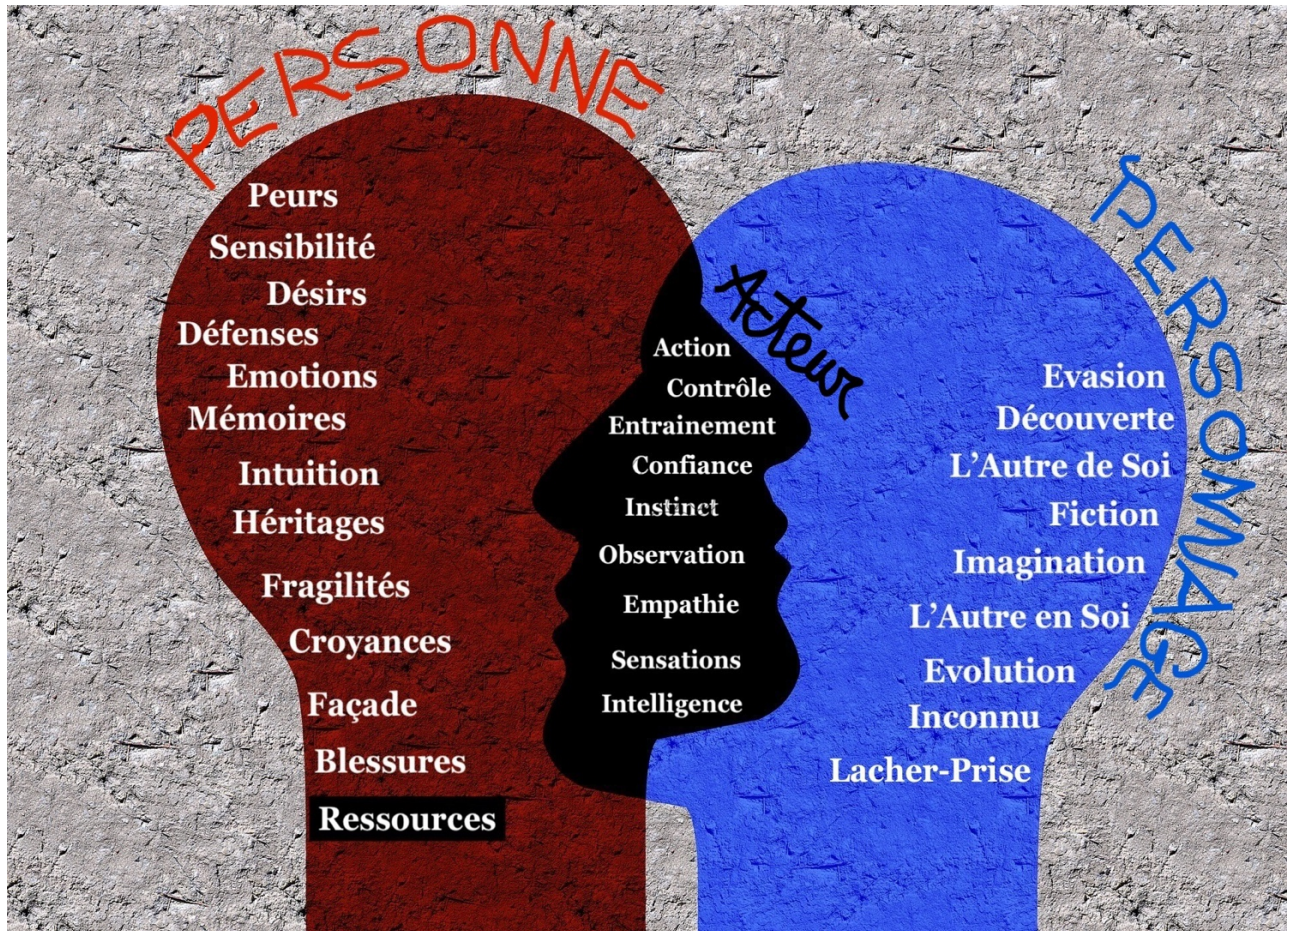 PERSONNE
Peurs
Sensibilité
Désirs
Défenses
Emotions
Mémoires
Intuition
Héritages
Fragilités
Croyances
Façade
Blessures
Ressources
Acteur
Action
Contrôle
Entrainement
Confiance
Instinct
Observation
Empathie
Sensations
Intelligence
PERSONNAGE
Evasion
Découverte
L'Autre de Soi
Fiction
Imagination
L'Autre en Soi
Evolution
Inconnu
Lacher-Prise